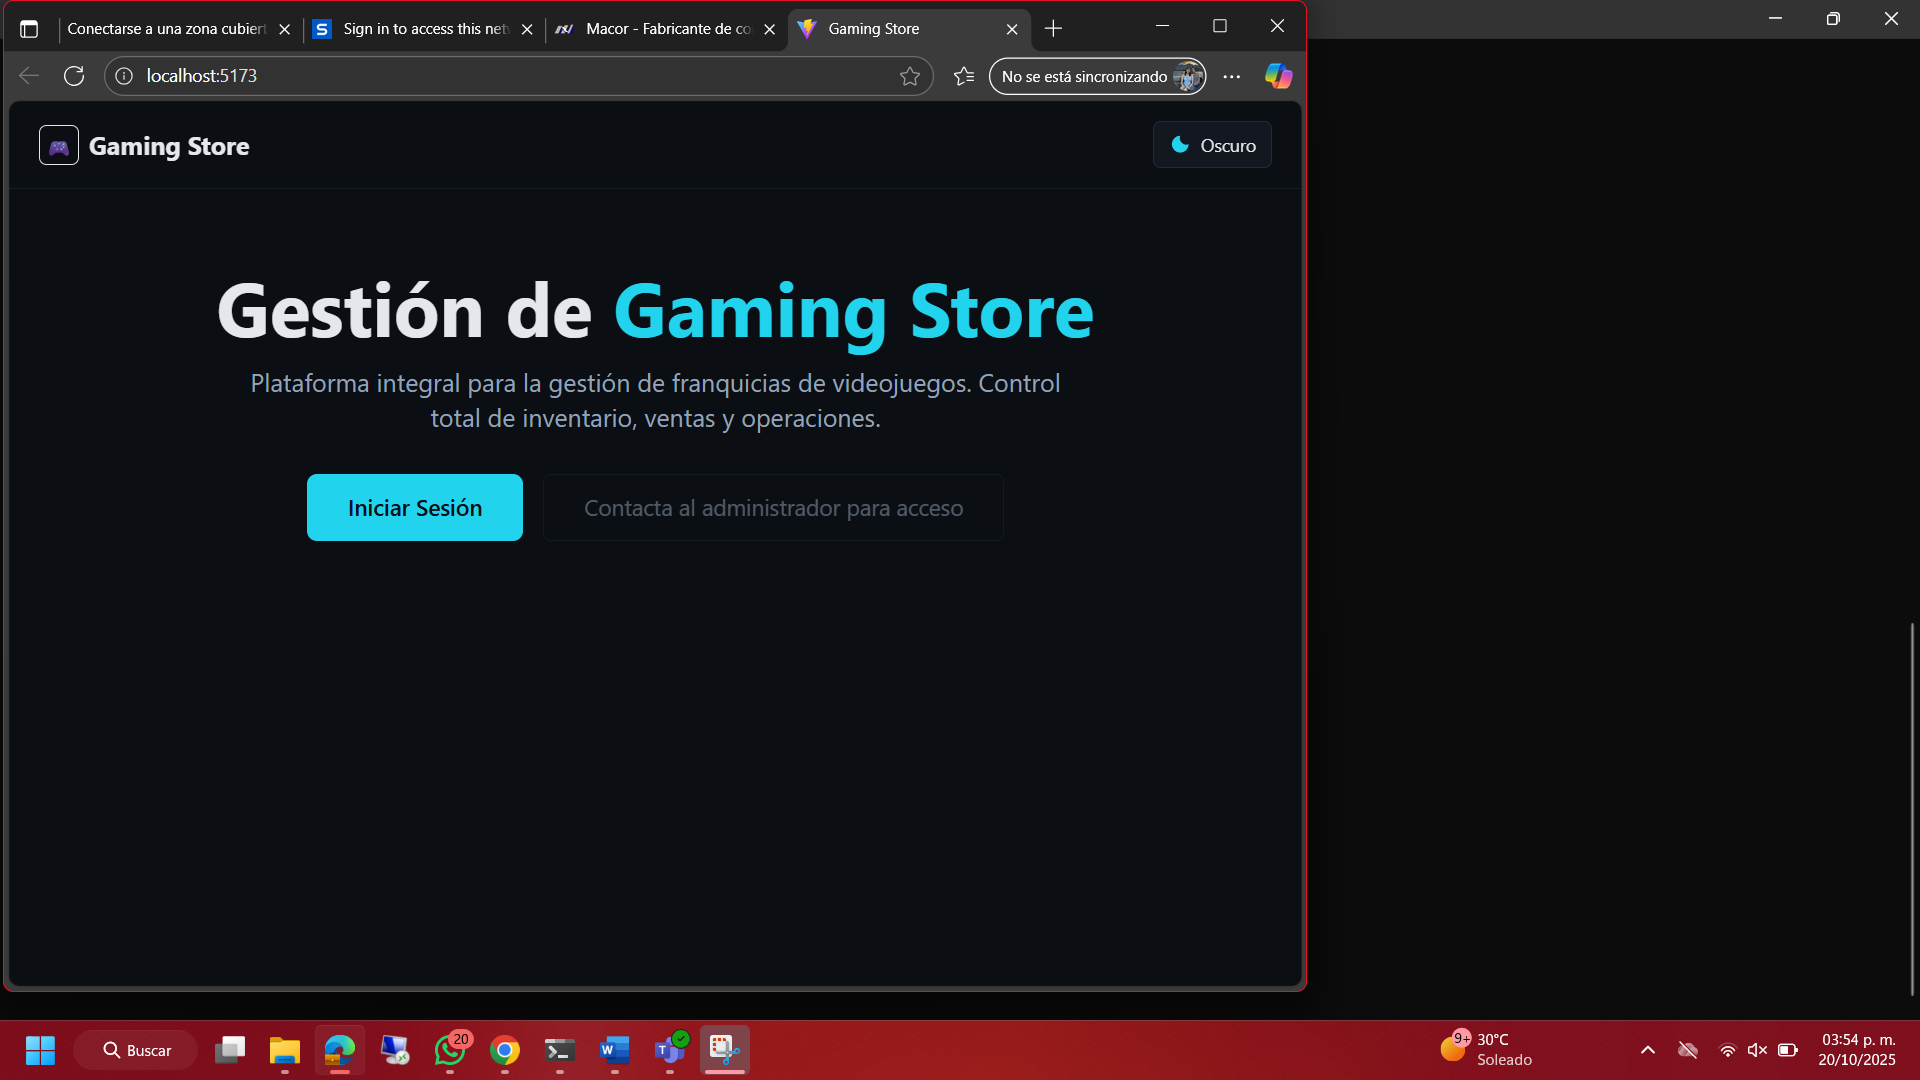 Conectarse a una zona cubiert
Sign in to access this net
Macor - Fabricante de co
Gaming Store
localhost:5173
No se está sincronizando
Gaming Store
Oscuro
Gestión de Gaming Store
Plataforma integral para la gestión de franquicias de videojuegos. Control
total de inventario, ventas y operaciones.
Iniciar Sesión
Contacta al administrador para acceso
Buscar
20
9+
30°C
Soleado
03:54 p. m.
20/10/2025